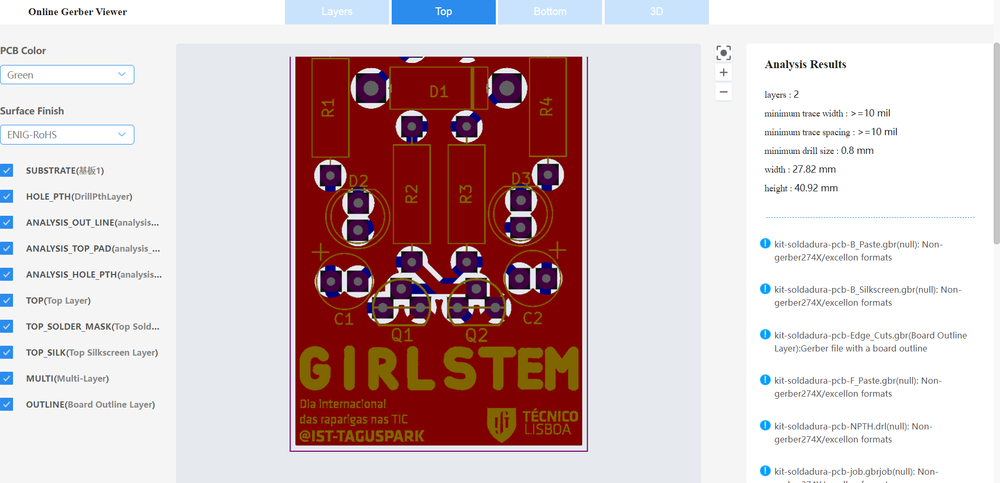 Online Gerber Viewer
Layers
Top
Bottom
3D
PCB Color
Green
Surface Finish
ENIG-RoHS
SUBSTRATE(基板1)
HOLE_PTH(DrillPthLayer)
ANALYSIS_OUT_LINE(analysis...
ANALYSIS_TOP_PAD(analysis_...
ANALYSIS_HOLE_PTH(analysis...
TOP(Top Layer)
TOP_SOLDER_MASK(Top Sold...
TOP_SILK(Top Silkscreen Layer)
MULTI(Multi-Layer)
OUTLINE(Board Outline Layer)
D1
R1
R4
D2
D3
R2
R3
C1
C2
Q1
Q2
GIRLSTEM
Dia Internacional
das raparigas nas TIC
@IST-TAGUSPARK
TÉCNICO
LISBOA
Analysis Results
layers : 2
minimum trace width : >=10 mil
minimum trace spacing : >=10 mil
minimum drill size : 0.8 mm
width : 27.82 mm
height : 40.92 mm
kit-soldadura-pcb-B_Paste.gbr(null): Non-
gerber274X/excellon formats
kit-soldadura-pcb-B_Silkscreen.gbr(null): Non-
gerber274X/excellon formats
kit-soldadura-pcb-Edge_Cuts.gbr(Board Outline
Layer):Gerber file with a board outline
kit-soldadura-pcb-F_Paste.gbr(null): Non-
gerber274X/excellon formats
kit-soldadura-pcb-NPTH.drl(null): Non-
gerber274X/excellon formats
kit-soldadura-pcb-job.gbrjob(null): Non-